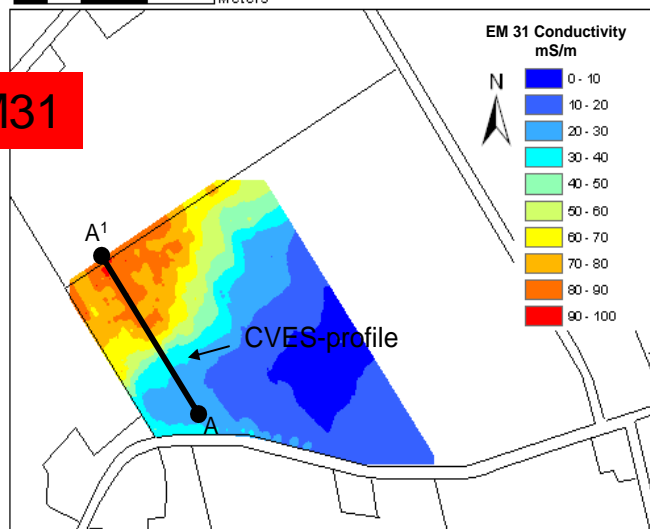 EM 31 Conductivity
mS/m
N
0 - 10
10 - 20
20 - 30
30 - 40
40 - 50
50 - 60
60 - 70
70 - 80
80 - 90
90 - 100
M31
A¹
CVES-profile
A